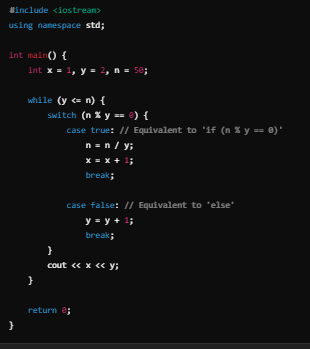 #include <iostream>
using namespace std;
int main() {
int x = 1, y = 2, n = 50;
while (y <= n) {
switch (n % y == 0) {
case true: // Equivalent to 'if (n % y == 0)'
n = n / y;
x = x + 1;
break;
case false: // Equivalent to 'else'
y = y + 1;
break;
}
cout << x << y;
}
return 0;
}